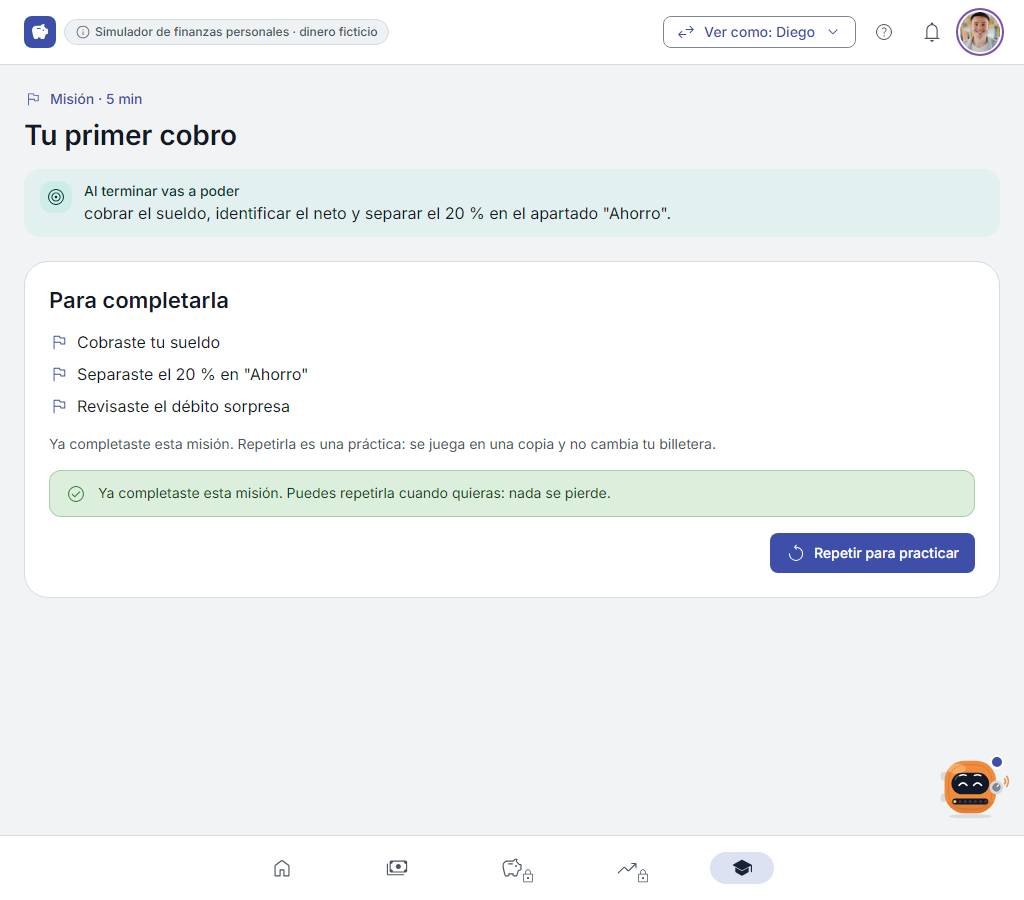 Simulador de finanzas personales · dinero ficticio
Ver como: Diego
Misión · 5 min
Tu primer cobro
Al terminar vas a poder
cobrar el sueldo, identificar el neto y separar el 20 % en el apartado "Ahorro".
Para completarla
Cobraste tu sueldo
Separaste el 20 % en "Ahorro"
Revisaste el débito sorpresa
Ya completaste esta misión. Repetirla es una práctica: se juega en una copia y no cambia tu billetera.
Ya completaste esta misión. Puedes repetirla cuando quieras: nada se pierde.
Repetir para practicar